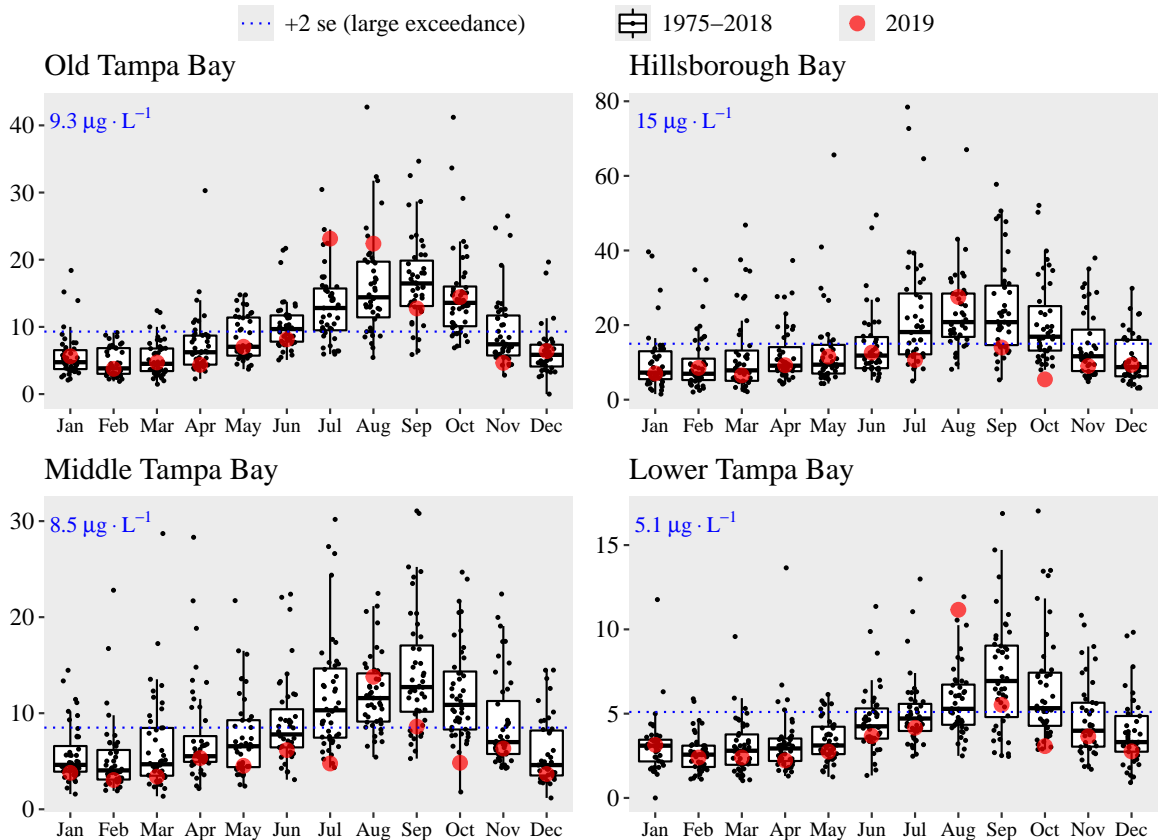 +2 se (large exceedance) 1975–2018 2019
Old Tampa Bay
9.3 μg · L⁻¹
40
30
20
10
0
Jan Feb Mar Apr May Jun Jul Aug Sep Oct Nov Dec
Hillsborough Bay
15 μg · L⁻¹
80
60
40
20
0
Jan Feb Mar Apr May Jun Jul Aug Sep Oct Nov Dec
Middle Tampa Bay
8.5 μg · L⁻¹
30
20
10
0
Jan Feb Mar Apr May Jun Jul Aug Sep Oct Nov Dec
Lower Tampa Bay
5.1 μg · L⁻¹
15
10
5
0
Jan Feb Mar Apr May Jun Jul Aug Sep Oct Nov Dec